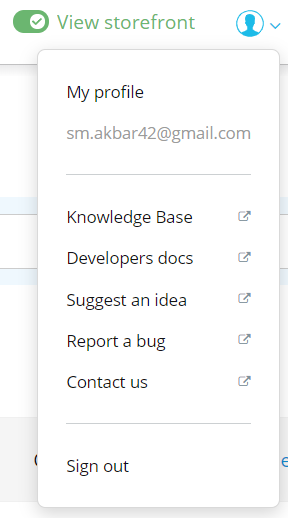 View storefront
My profile
sm.akbar42@gmail.com
Knowledge Base
Developers docs
Suggest an idea
Report a bug
Contact us
Sign out